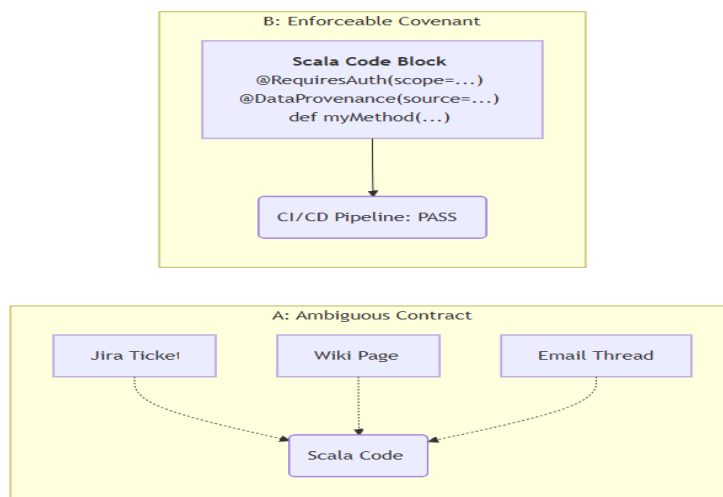 B: Enforceable Covenant
Scala Code Block
@RequiresAuth(scope=...)
@DataProvenance(source=...)
def myMethod(...)
CI/CD Pipeline: PASS
A: Ambiguous Contract
Jira Ticket
Wiki Page
Email Thread
Scala Code